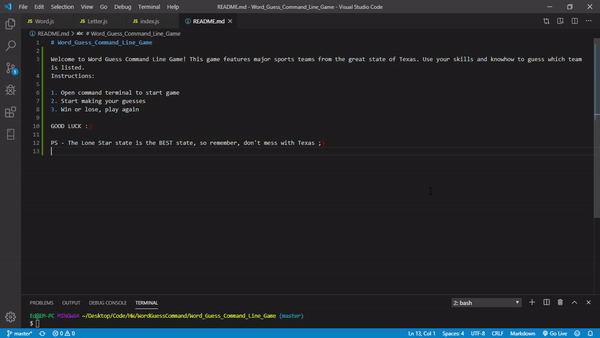 File Edit Selection View Go Debug Terminal Help README.md - Word_Guess_Command_Line_Game - Visual Studio Code
Word.js Letter.js index.js README.md
README.md > # Word_Guess_Command_Line_Game
1 # Word_Guess_Command_Line_Game
2
3 Welcome to Word Guess Command Line Game! This game features major sports teams from the great state of Texas. Use your skills and knowhow to guess which team
is listed.
4 Instructions:
5
6 1. Open command terminal to start game
7 2. Start making your guesses
8 3. Win or lose, play again
9
10 GOOD LUCK :)
11
12 PS - The Lone Star state is the BEST state, so remember, don't mess with Texas ;)
13
PROBLEMS OUTPUT DEBUG CONSOLE TERMINAL 2: bash
MINGW64 ~/Desktop/Code/HW/WordGuessCommand/Word_Guess_Command_Line_Game (master)
$
master* 0 0 Ln 13, Col 1 Spaces: 4 UTF-8 CRLF Markdown Go Live